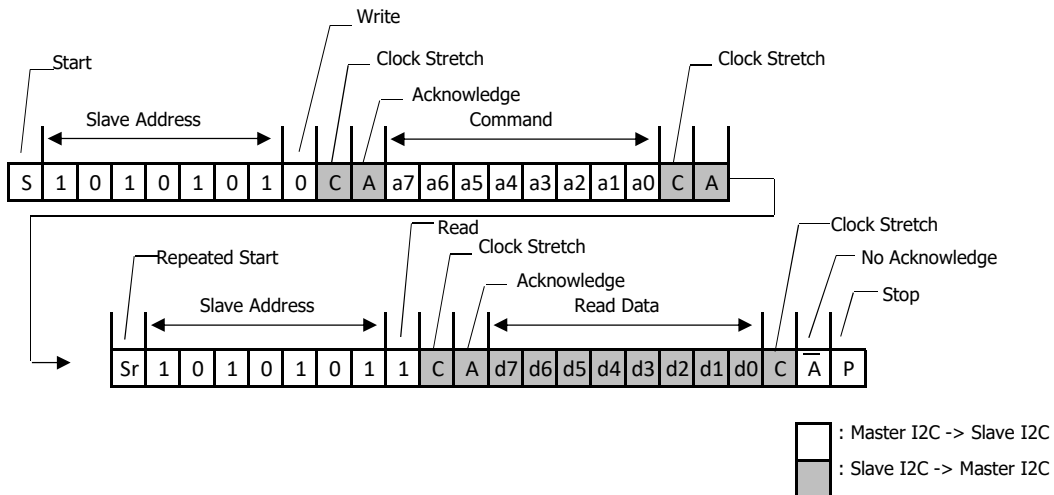 Write
Start
Clock Stretch
Clock Stretch
Acknowledge
Slave Address
Command
S 1 0 1 0 1 0 1 0 C A a7 a6 a5 a4 a3 a2 a1 a0 C A
Read
Clock Stretch
Clock Stretch
Repeated Start
No Acknowledge
Acknowledge
Stop
Slave Address
Read Data
Sr 1 0 1 0 1 0 1 1 C A d7 d6 d5 d4 d3 d2 d1 d0 C A̅ P
: Master I2C -> Slave I2C
: Slave I2C -> Master I2C